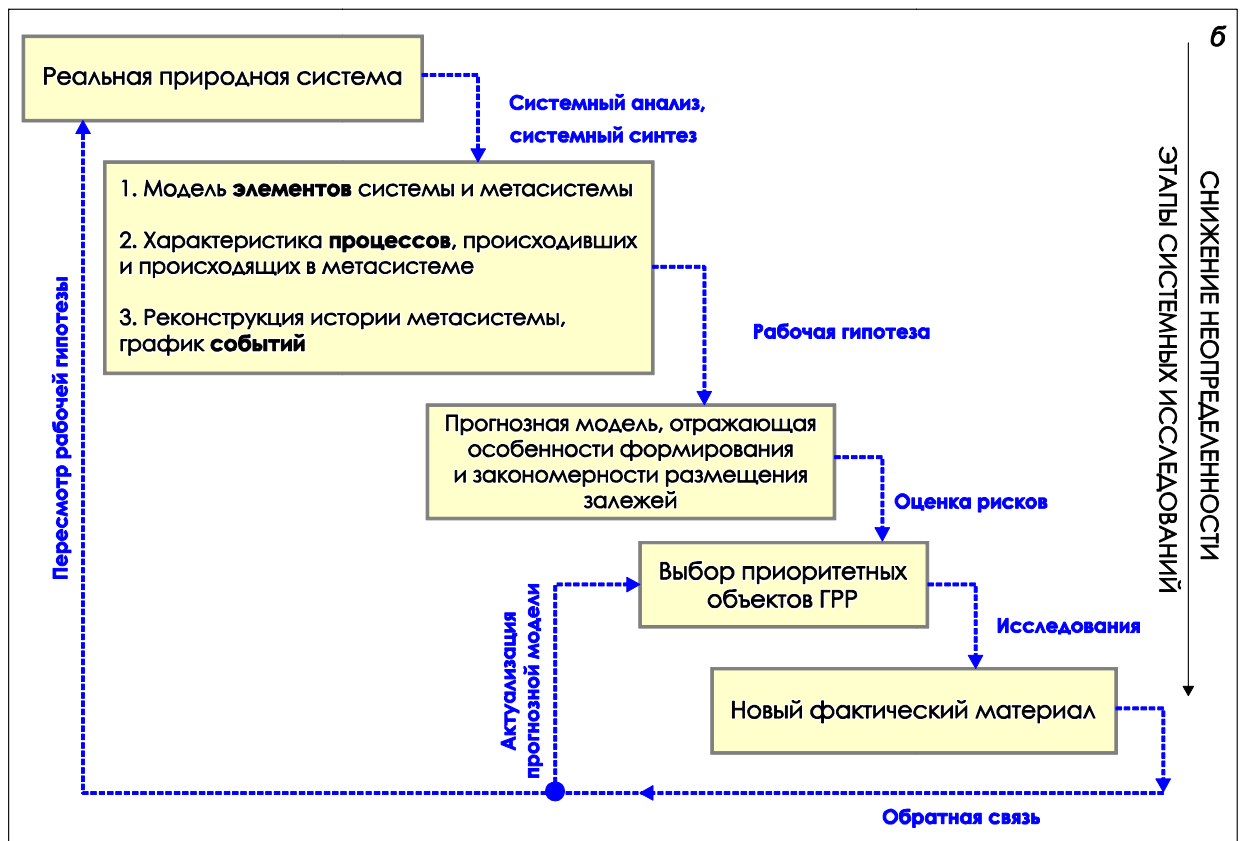 б
Реальная природная система
Системный анализ,
системный синтез
1. Модель элементов системы и метасистемы
2. Характеристика процессов, происходивших
и происходящих в метасистеме
3. Реконструкция истории метасистемы,
график событий
Рабочая гипотеза
Прогнозная модель, отражающая
особенности формирования
и закономерности размещения
залежей
Оценка рисков
Выбор приоритетных
объектов ГРР
Исследования
Новый фактический материал
Обратная связь
Актуализация
прогнозной модели
Пересмотр рабочей гипотезы
ЭТАПЫ СИСТЕМНЫХ ИССЛЕДОВАНИЙ
СНИЖЕНИЕ НЕОПРЕДЕЛЕННОСТИ